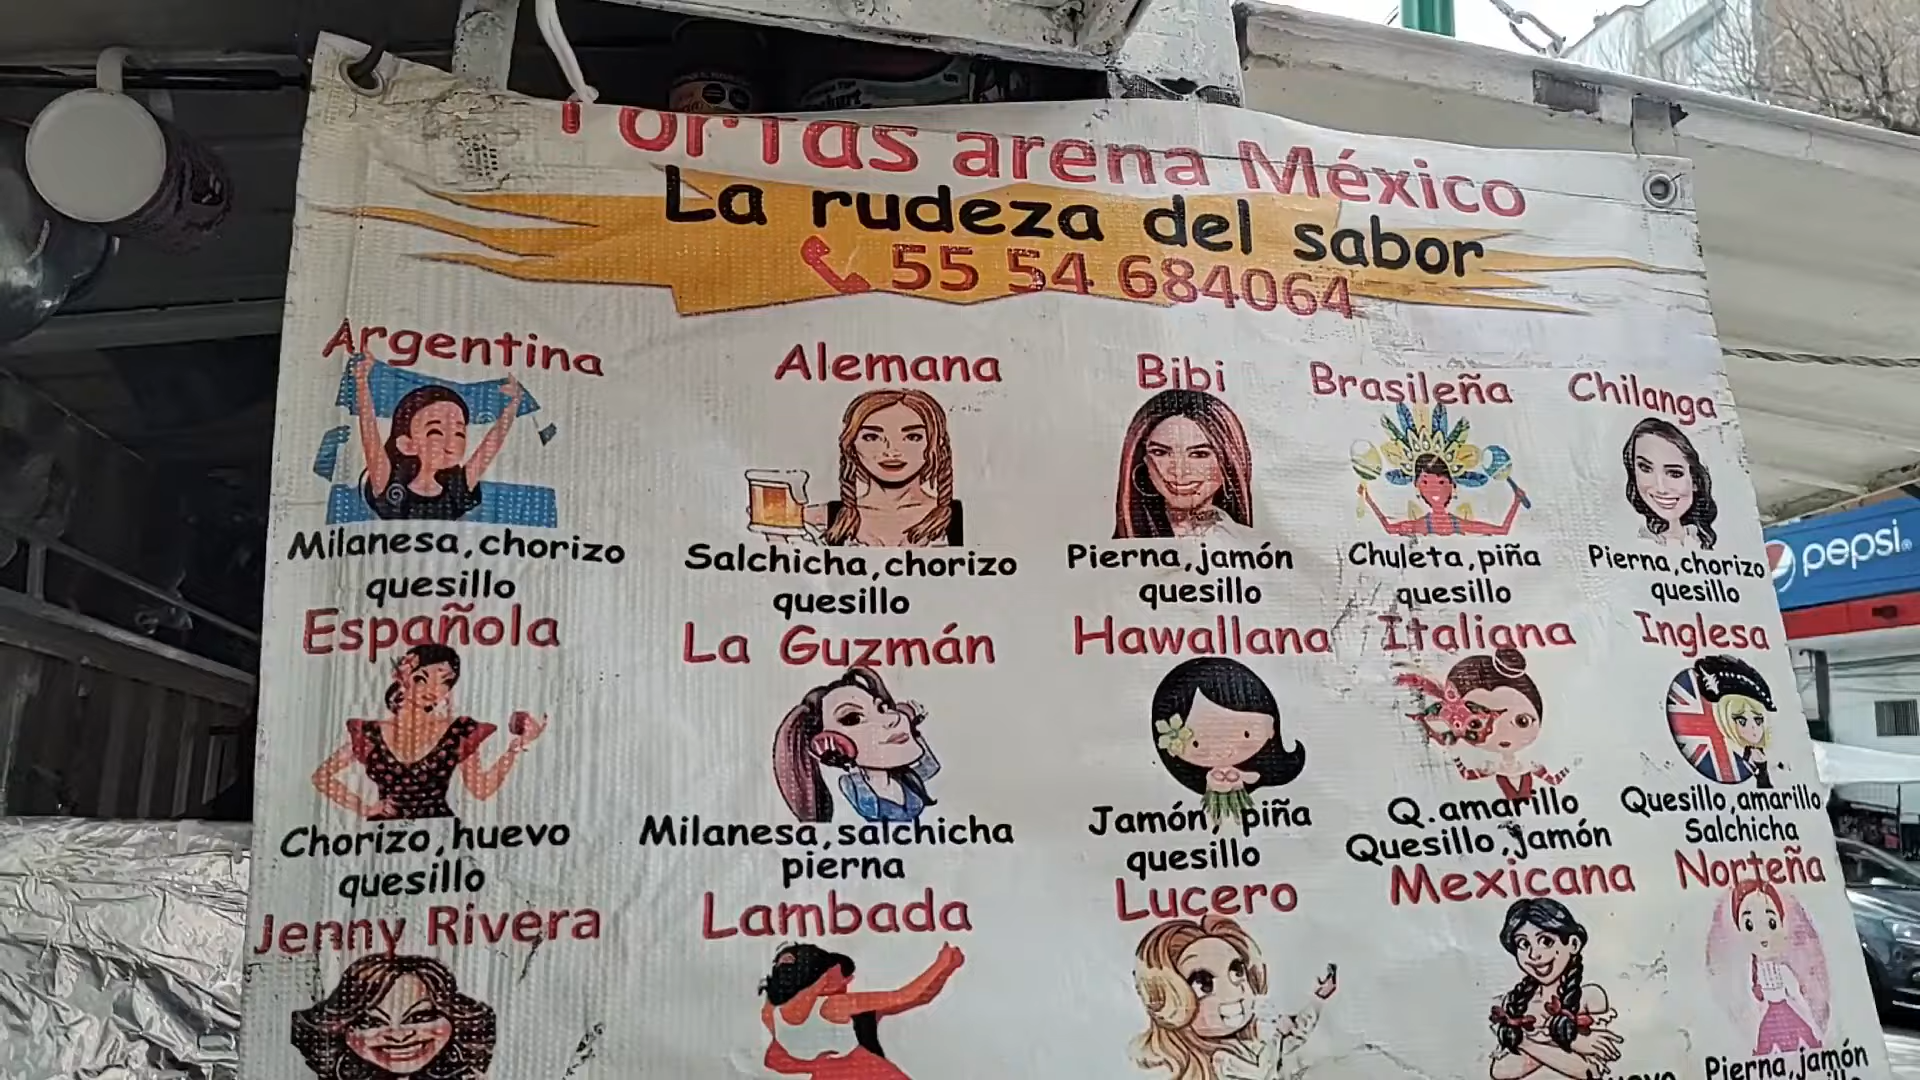 Tortas arena México
La rudeza del sabor
55 54 684064
Argentina
Milanesa,chorizo
quesillo
Alemana
Salchicha,chorizo
quesillo
Bibi
Pierna,jamón
quesillo
Brasileña
Chuleta,piña
quesillo
Chilanga
Pierna,chorizo
quesillo
Española
Chorizo,huevo
quesillo
La Guzmán
Milanesa,salchicha
pierna
Hawallana
Jamón, piña
quesillo
Italiana
Q.amarillo
Quesillo,jamón
Inglesa
Quesillo,amarillo
Salchicha
Jenny Rivera
Lambada
Lucero
Mexicana
Norteña
Pierna,jamón
pepsi